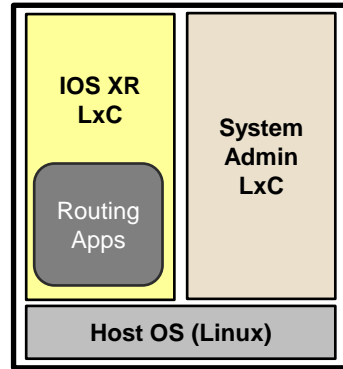 IOS XR
LxC
Routing
Apps
System
Admin
LxC
Host OS (Linux)